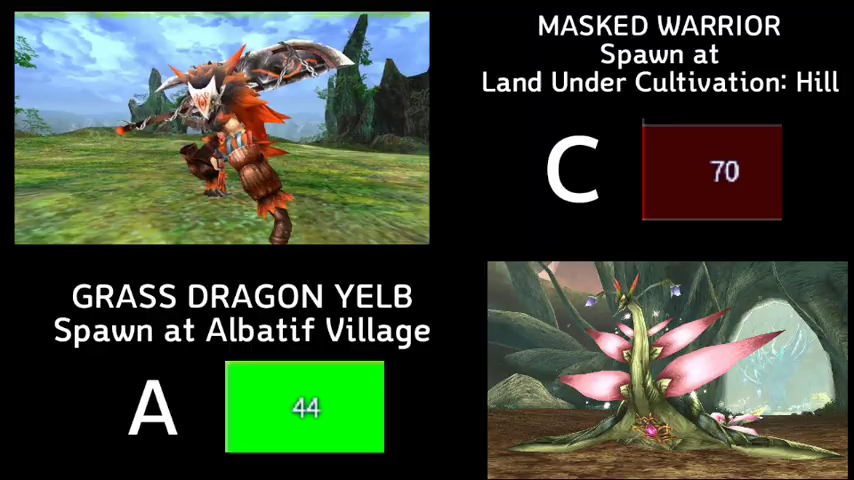 MASKED WARRIOR
Spawn at
Land Under Cultivation: Hill
C
70
GRASS DRAGON YELB
Spawn at Albatif Village
A
44